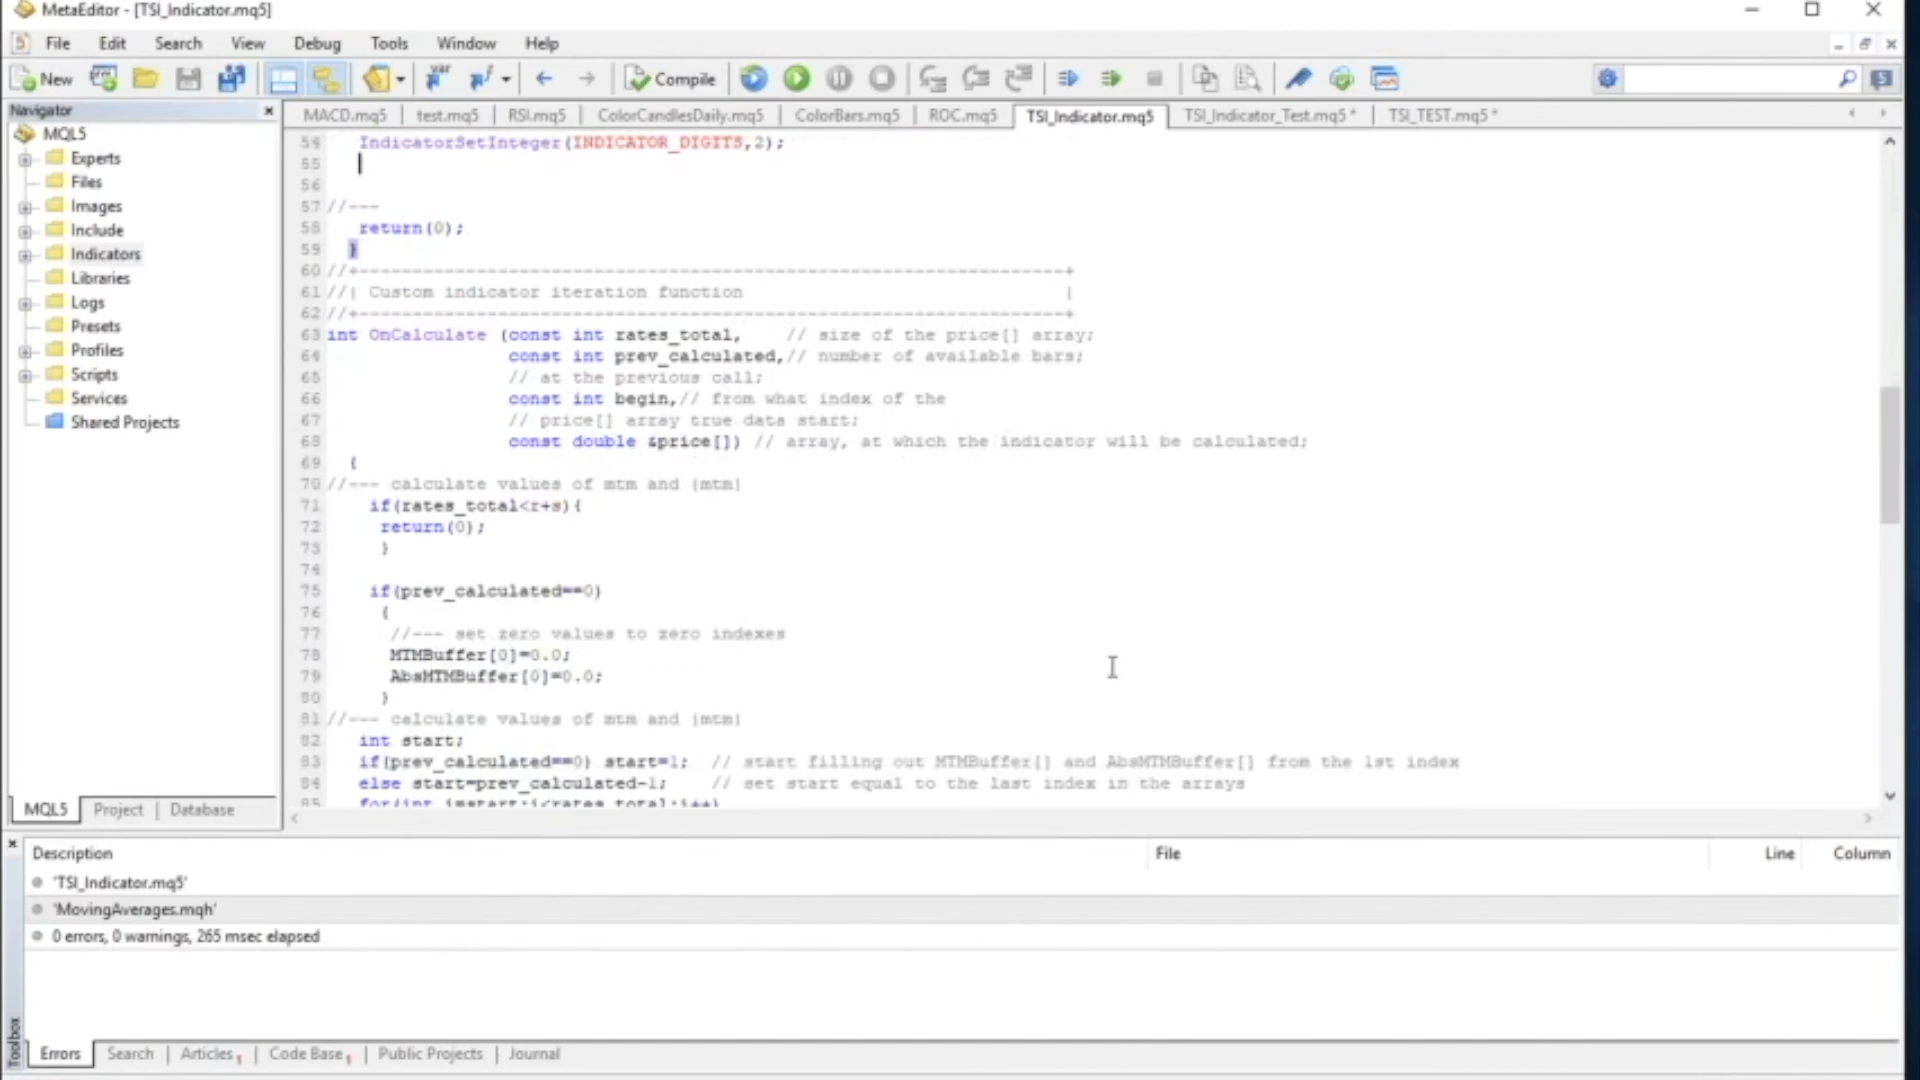 MetaEditor - [TSI_Indicator.mq5]
File Edit Search View Debug Tools Window Help
New var Compile
Navigator
MQL5
Experts
Files
Images
Include
Indicators
Libraries
Logs
Presets
Profiles
Scripts
Services
Shared Projects
MQL5 | Project | Database
MACD.mq5 | test.mq5 | RSI.mq5 | ColorCandlesDaily.mq5 | ColorBars.mq5 | ROC.mq5 | TSI_Indicator.mq5 | TSI_Indicator_Test.mq5 * | TSI_TEST.mq5 *
54 IndicatorSetInteger(INDICATOR_DIGITS,2);
55
56
57 //---
58 return(0);
59 }
60 //+------------------------------------------------------------------+
61 //| Custom indicator iteration function |
62 //+------------------------------------------------------------------+
63 int OnCalculate (const int rates_total, // size of the price[] array;
64 const int prev_calculated,// number of available bars;
65 // at the previous call;
66 const int begin,// from what index of the
67 // price[] array true data start;
68 const double &price[]) // array, at which the indicator will be calculated;
69 {
70 //--- calculate values of mtm and |mtm|
71 if(rates_total<r+s){
72 return(0);
73 }
74
75 if(prev_calculated==0)
76 {
77 //--- set zero values to zero indexes
78 MTMBuffer[0]=0.0;
79 AbsMTMBuffer[0]=0.0;
80 }
81 //--- calculate values of mtm and |mtm|
82 int start;
83 if(prev_calculated==0) start=1; // start filling out MTMBuffer[] and AbsMTMBuffer[] from the 1st index
84 else start=prev_calculated-1; // set start equal to the last index in the arrays
85 for(int i=start;i<rates_total;i++)
Description File Line Column
'TSI_Indicator.mq5'
'MovingAverages.mqh'
0 errors, 0 warnings, 265 msec elapsed
Toolbox
Errors | Search | Articles 1 | Code Base 1 | Public Projects | Journal